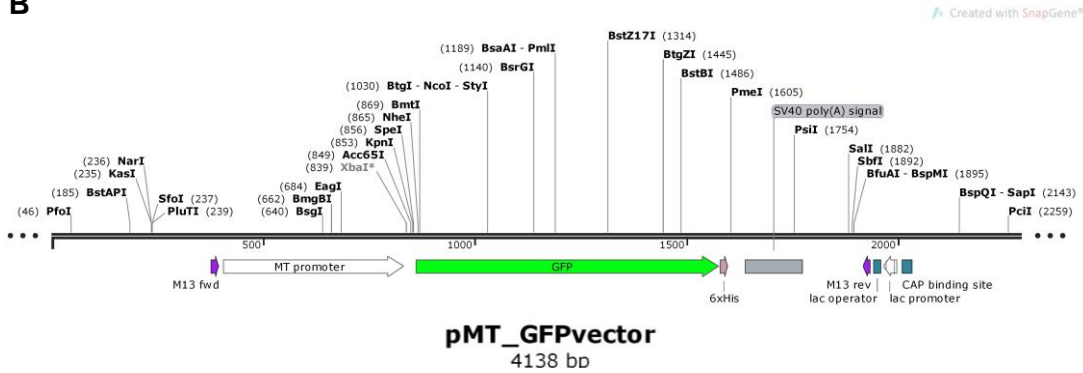 B
Created with SnapGene®
BstZ17I (1314)
(1189) BsaAI - PmlI
BtgZI (1445)
(1140) BsrGI
BstBI (1486)
(1030) BtgI - NcoI - StyI
PmeI (1605)
(869) BmtI
SV40 poly(A) signal
(865) NheI
(856) SpeI
PsiI (1754)
(853) KpnI
(849) Acc65I
SalI (1882)
(839) XbaI*
SbfI (1892)
(236) NarI
BfuAI - BspMI (1895)
(235) KasI
(684) EagI
(185) BstAPI
SfoI (237)
(662) BmgBI
BspQI - SapI (2143)
(46) PfoI
PluTI (239)
(640) BsgI
PciI (2259)
500
1000
1500
2000
MT promoter
GFP
M13 fwd
6xHis
M13 rev
CAP binding site
lac operator
lac promoter
pMT_GFPvector
4138 bp